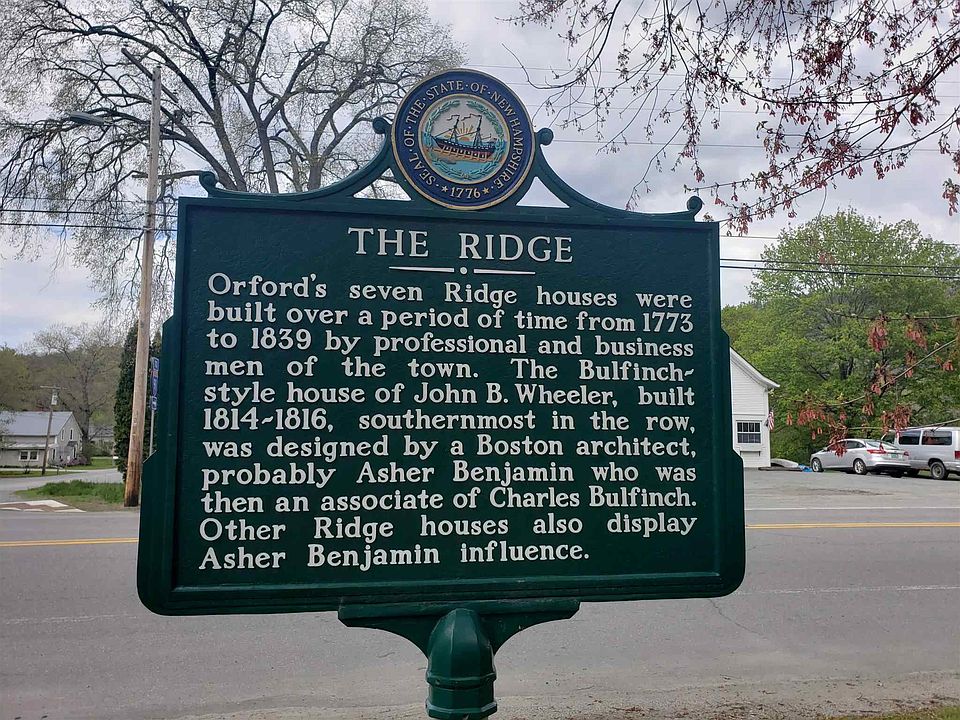 SEAL·OF·THE·STATE·OF·NEW HAMPSHIRE
★1776★
THE RIDGE
Orford's seven Ridge houses were
built over a period of time from 1773
to 1839 by professional and business
men of the town. The Bulfinch-
style house of John B. Wheeler, built
1814-1816, southernmost in the row,
was designed by a Boston architect,
probably Asher Benjamin who was
then an associate of Charles Bulfinch.
Other Ridge houses also display
Asher Benjamin influence.